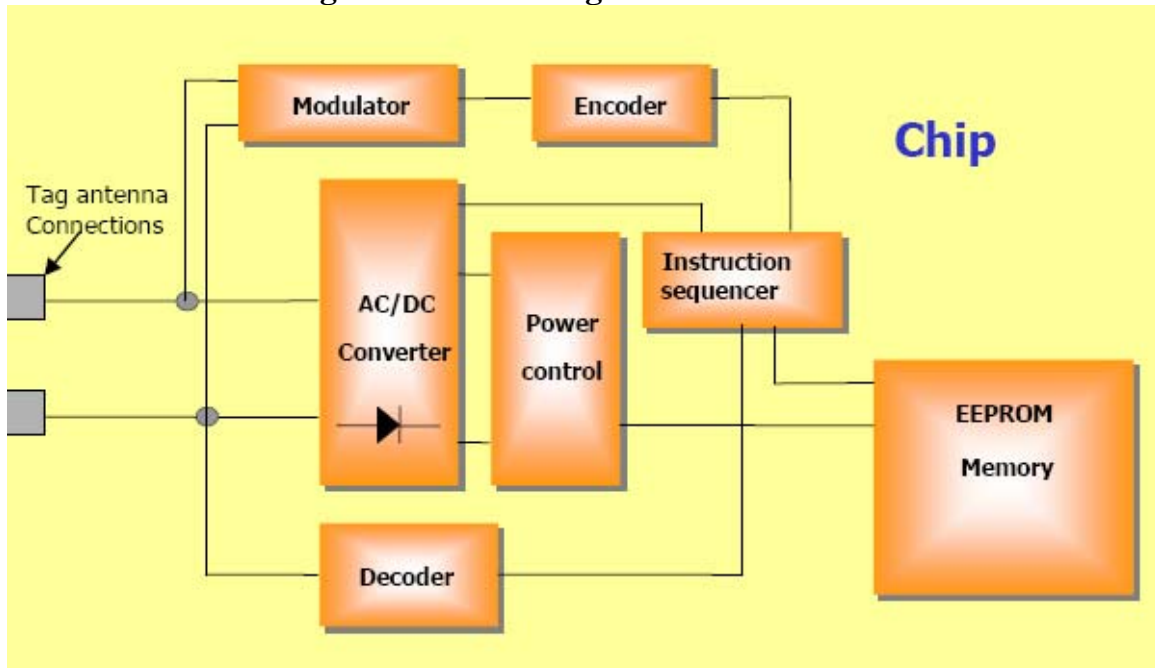 Modulator
Encoder
Chip
Tag antenna
Connections
AC/DC
Converter
Power
control
Instruction
sequencer
EEPROM
Memory
Decoder